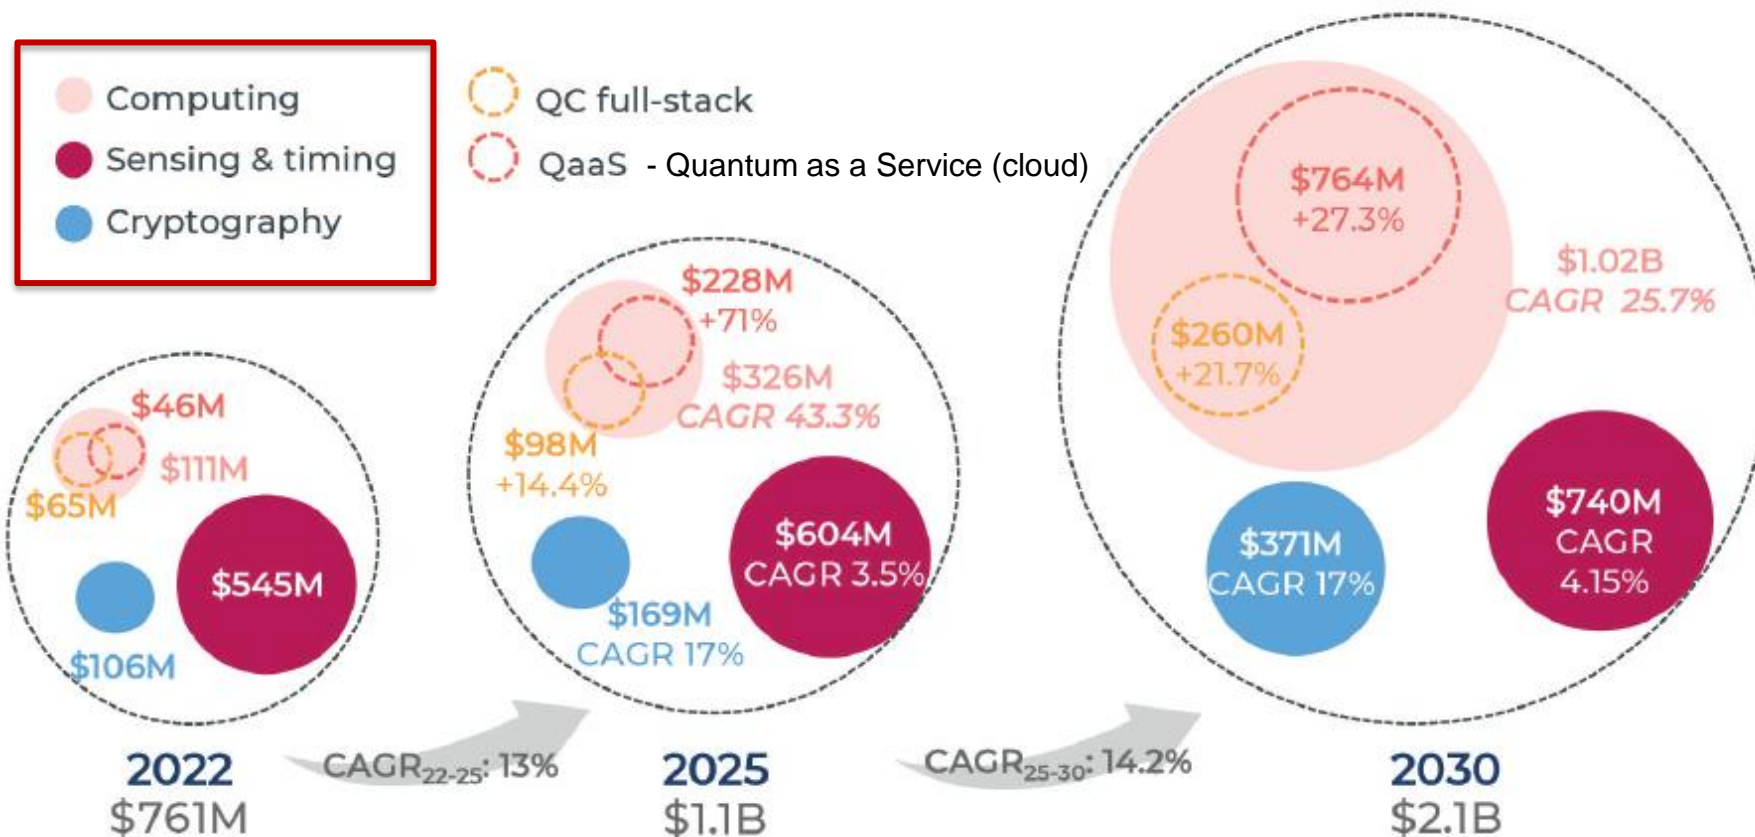 Computing
Sensing & timing
Cryptography
QC full-stack
QaaS - Quantum as a Service (cloud)
$46M
$111M
$65M
$545M
$106M
2022
$761M
CAGR22-25: 13%
$228M
+71%
$326M
CAGR 43.3%
$98M
+14.4%
$604M
CAGR 3.5%
$169M
CAGR 17%
2025
$1.1B
CAGR25-30: 14.2%
$764M
+27.3%
$1.02B
CAGR 25.7%
$260M
+21.7%
$371M
CAGR 17%
$740M
CAGR
4.15%
2030
$2.1B